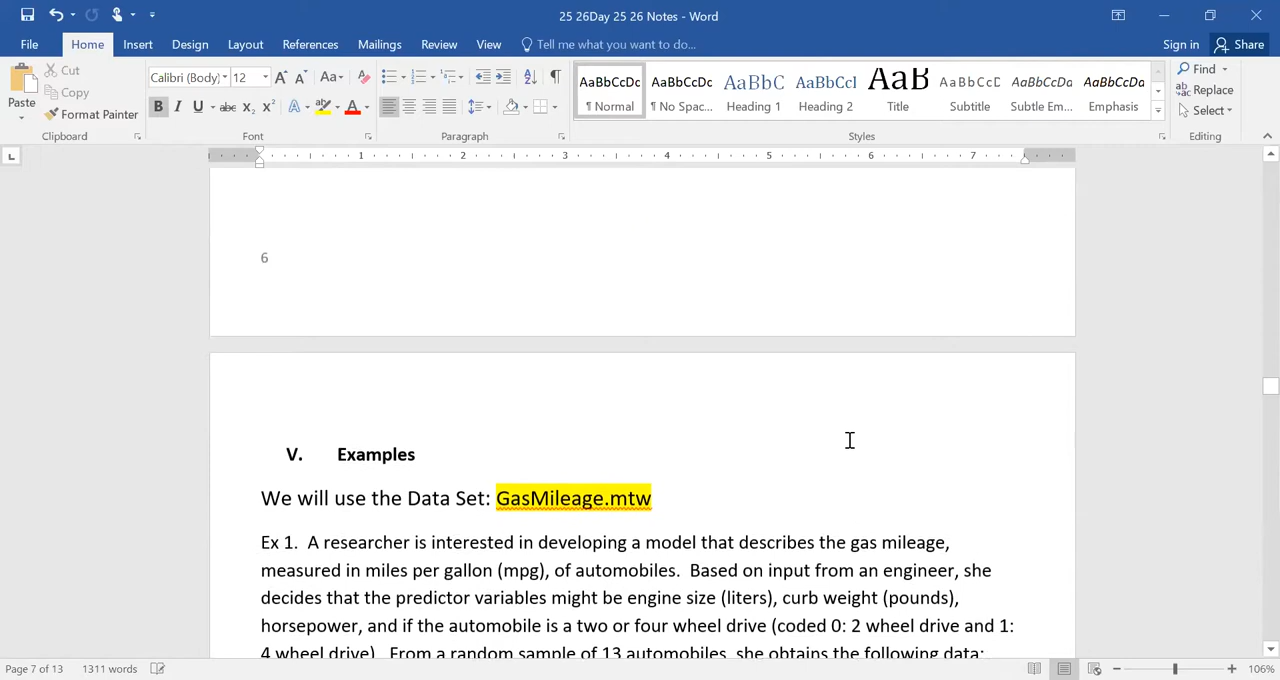 25 26Day 25 26 Notes - Word
File Home Insert Design Layout References Mailings Review View Tell me what you want to do... Sign in Share
Paste
Cut
Copy
Format Painter
Clipboard
Calibri (Body) 12
Font
Paragraph
AaBbCcDc AaBbCcDc AaBbC AaBbCcI AaB AaBbCcD AaBbCcDa AaBbCcDa
¶ Normal ¶ No Spac... Heading 1 Heading 2 Title Subtitle Subtle Em... Emphasis
Styles
Find
Replace
Select
Editing
1 2 3 4 5 6 7
6
V. Examples
We will use the Data Set: GasMileage.mtw
Ex 1. A researcher is interested in developing a model that describes the gas mileage,
measured in miles per gallon (mpg), of automobiles. Based on input from an engineer, she
decides that the predictor variables might be engine size (liters), curb weight (pounds),
horsepower, and if the automobile is a two or four wheel drive (coded 0: 2 wheel drive and 1:
4 wheel drive). From a random sample of 13 automobiles, she obtains the following data:
Page 7 of 13 1311 words 106%